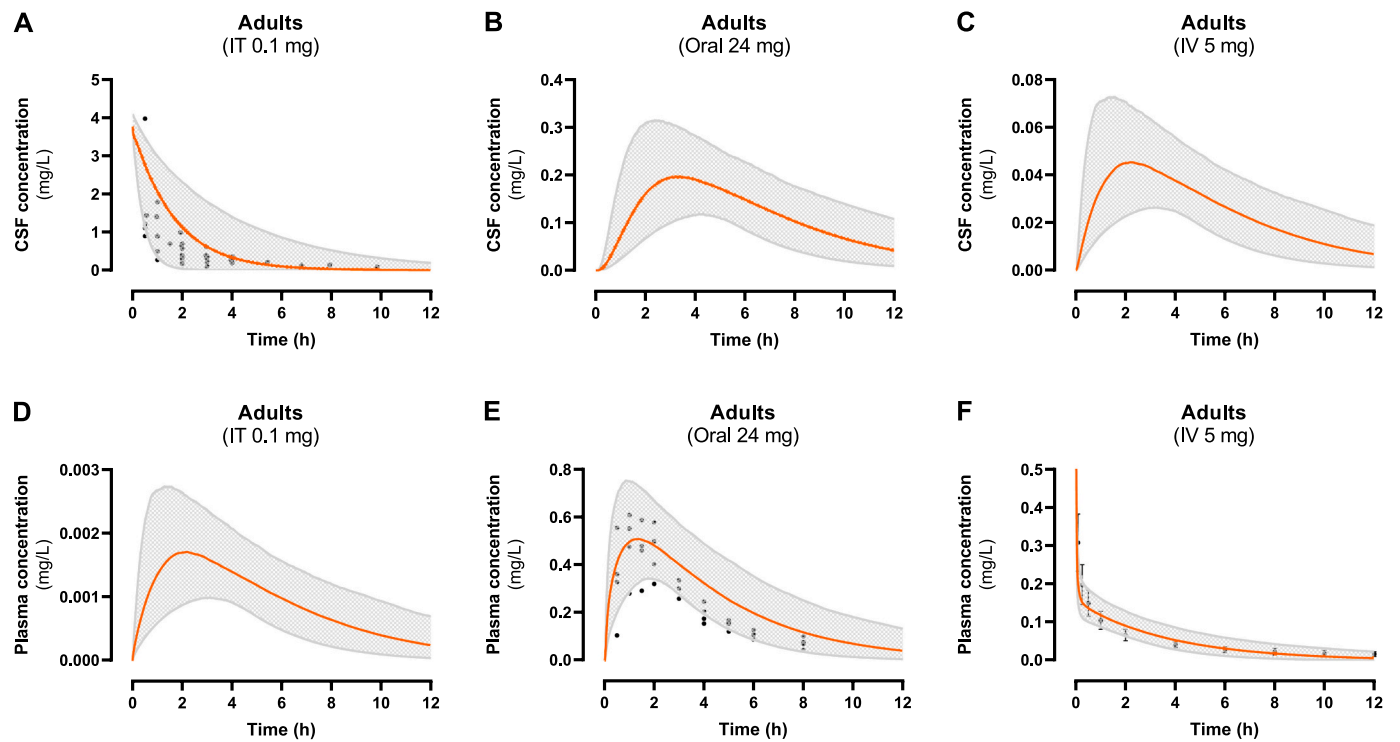 A
Adults
(IT 0.1 mg)
CSF concentration
(mg/L)
5
4
3
2
1
0
0 2 4 6 8 10 12
Time (h)
B
Adults
(Oral 24 mg)
CSF concentration
(mg/L)
0.4
0.3
0.2
0.1
0.0
0 2 4 6 8 10 12
Time (h)
C
Adults
(IV 5 mg)
CSF concentration
(mg/L)
0.08
0.06
0.04
0.02
0.00
0 2 4 6 8 10 12
Time (h)
D
Adults
(IT 0.1 mg)
Plasma concentration
(mg/L)
0.003
0.002
0.001
0.000
0 2 4 6 8 10 12
Time (h)
E
Adults
(Oral 24 mg)
Plasma concentration
(mg/L)
0.8
0.6
0.4
0.2
0.0
0 2 4 6 8 10 12
Time (h)
F
Adults
(IV 5 mg)
Plasma concentration
(mg/L)
0.5
0.4
0.3
0.2
0.1
0.0
0 2 4 6 8 10 12
Time (h)